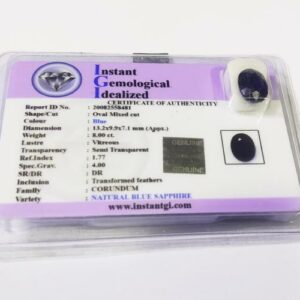 Instant
Gemological
Idealized
CERTIFICATE OF AUTHENTICITY
Report ID No. : 20082558481
Shape/Cut : Oval Mixed cut
Colour : Blue
Diamension : 13.2x9.9x7.1 mm (Appx.)
Weight : 8.00 ct.
Lustre : Vitreous
Transparency : Semi Transparent
Ref.Index : 1.77
Spec.Grav. : 4.00
SR/DR : DR
Inclusion : Transformed feathers
Family : CORUNDUM
Variety : NATURAL BLUE SAPPHIRE
www.instantgi.com
GENUINE
GENUINE